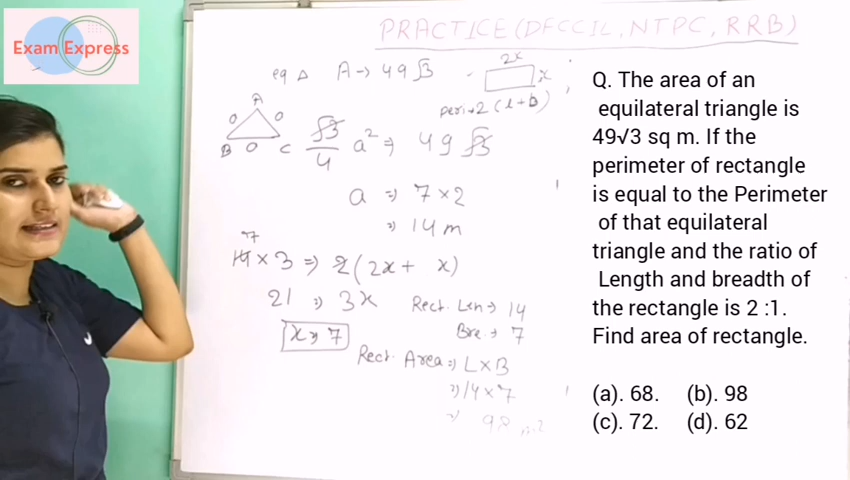 Exam Express
PRACTICE (DFCCIL, NTPC, RRB)
eq Δ A → 49√3
2x
x
peri → 2 (l+b)
A
B C
√3/4 a² ⇒ 49√3
a ⇒ 7×2
⇒ 14 m
7
14 × 3 ⇒ 2(2x + x)
21 ⇒ 3x
x ⇒ 7
Rect. Len ⇒ 14
Bre. → 7
Rect. Area ⇒ L×B
⇒ 14 × 7
⇒ 98
Q. The area of an
equilateral triangle is
49√3 sq m. If the
perimeter of rectangle
is equal to the Perimeter
of that equilateral
triangle and the ratio of
Length and breadth of
the rectangle is 2 :1.
Find area of rectangle.
(a). 68. (b). 98
(c). 72. (d). 62